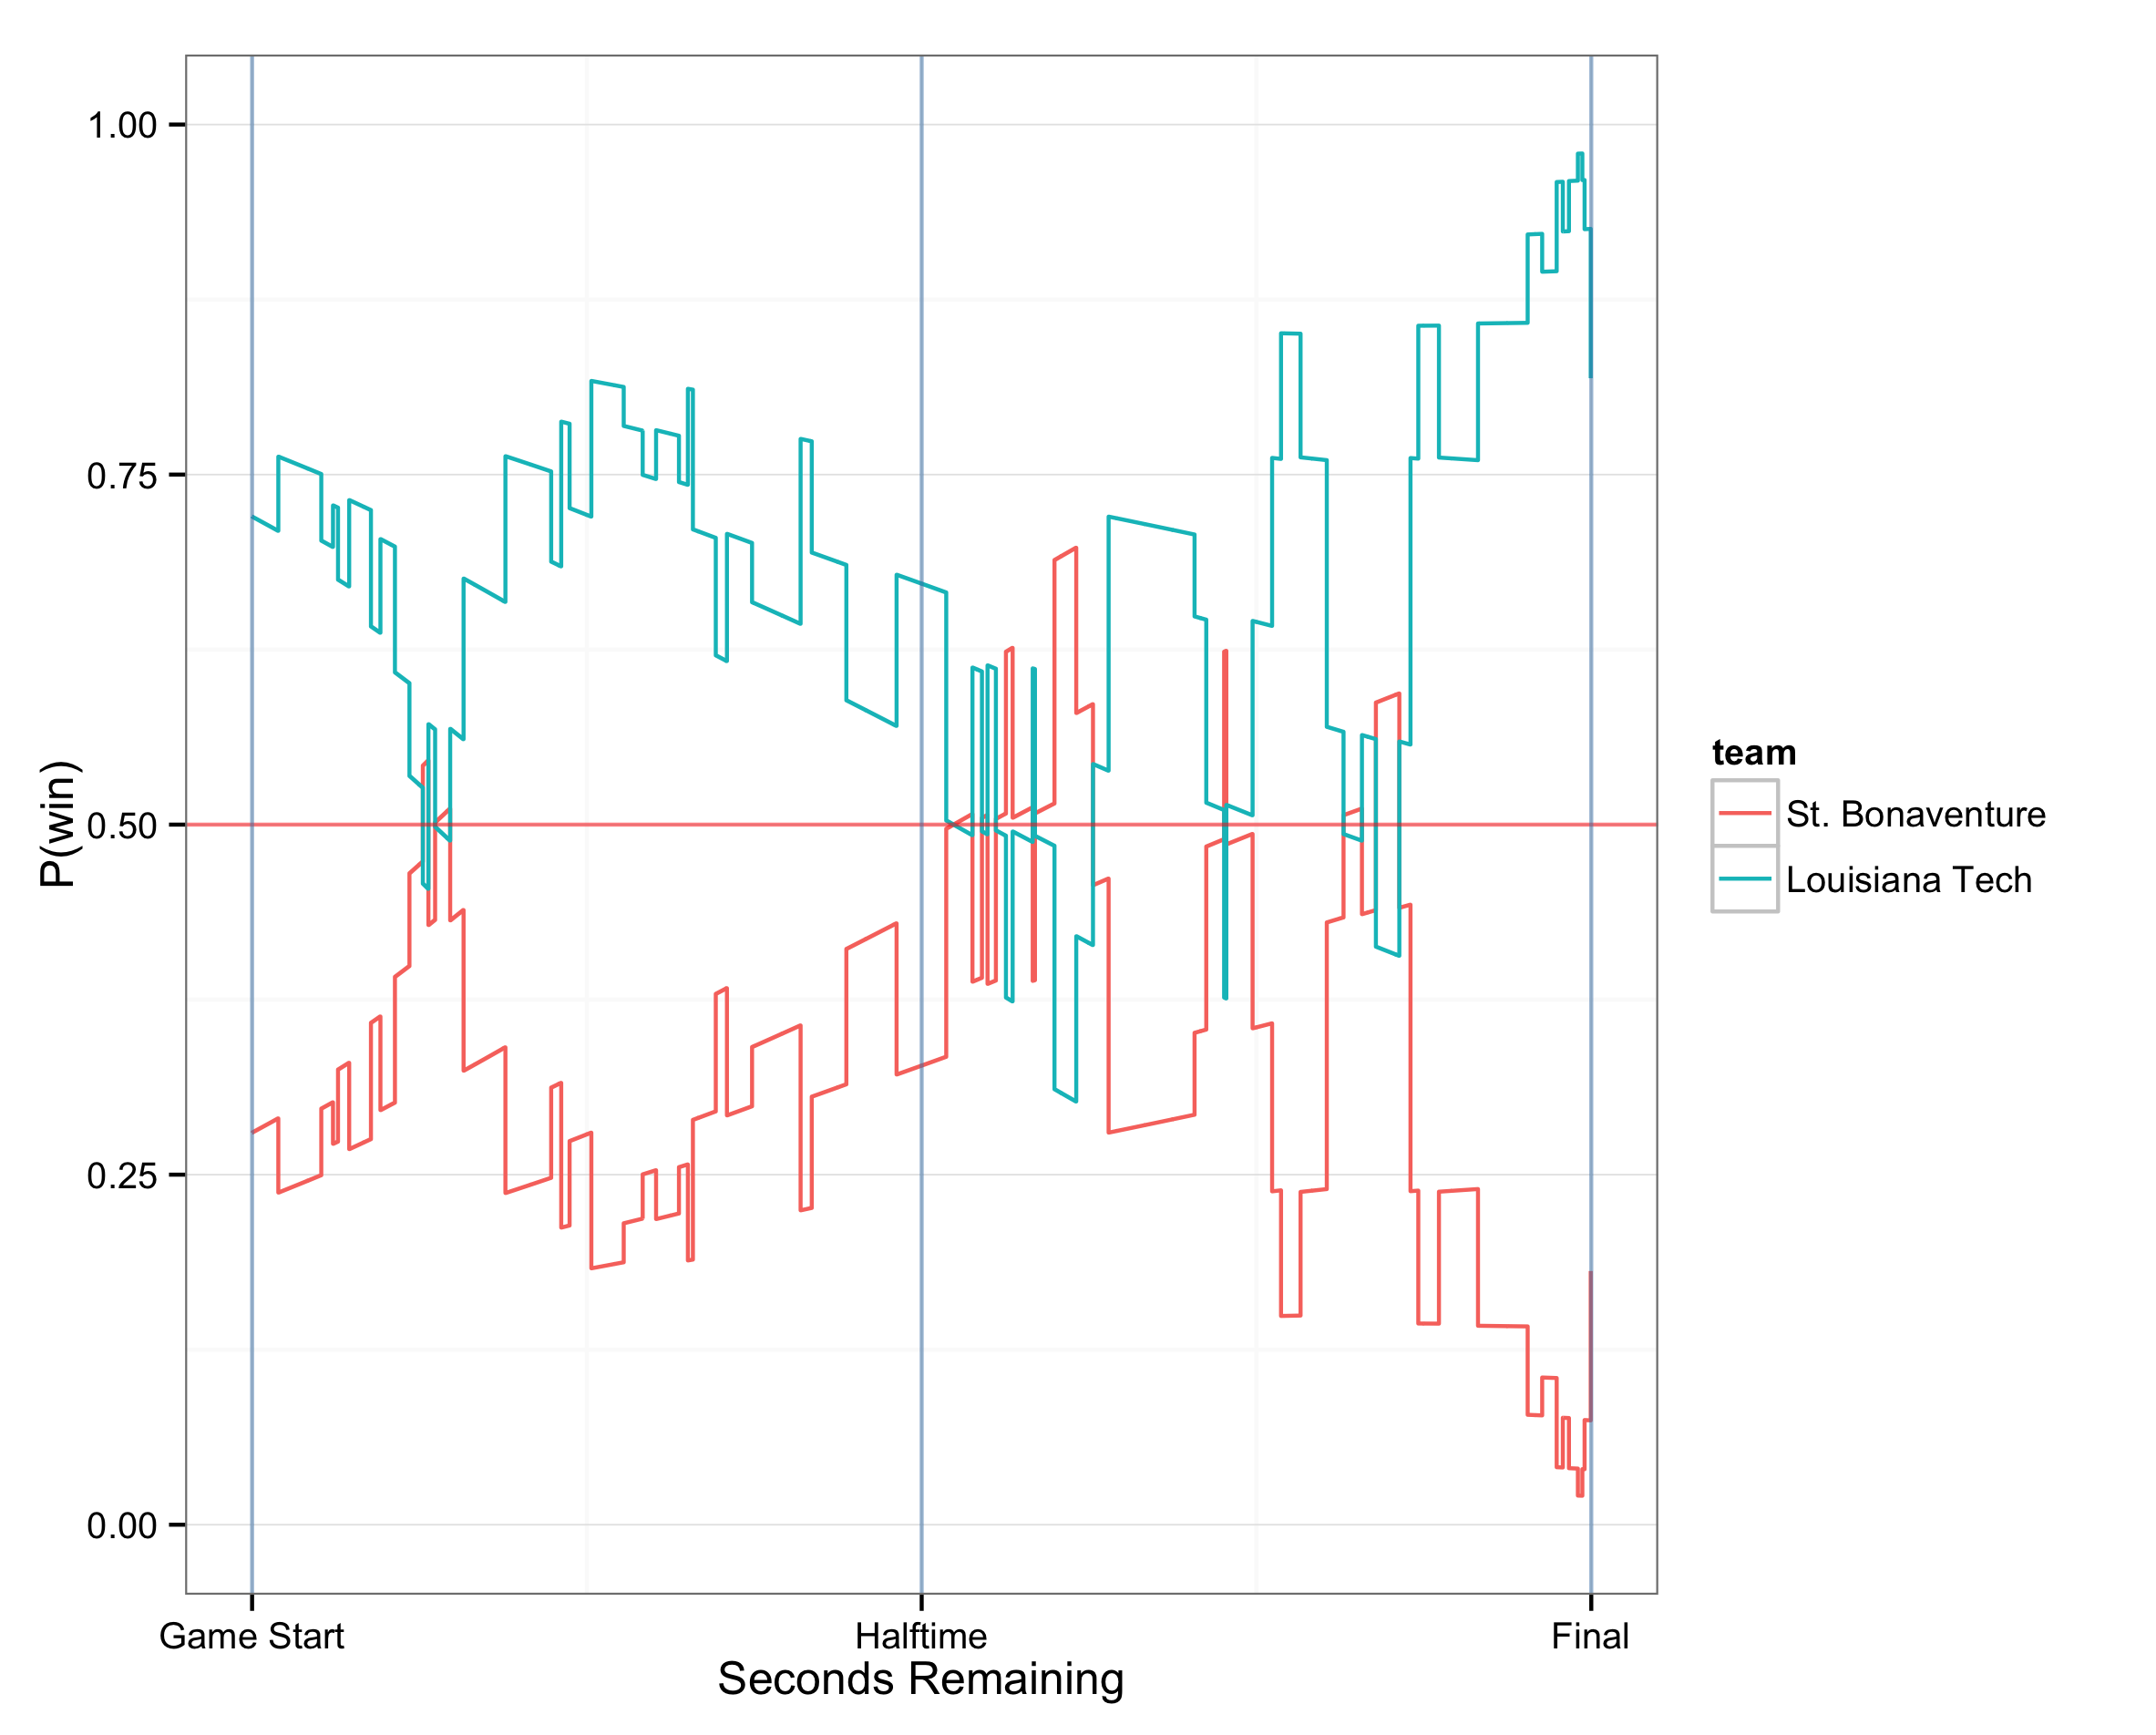 1.00
0.75
0.50
0.25
0.00
P(win)
Game Start
Halftime
Final
Seconds Remaining
team
St. Bonaventure
Louisiana Tech